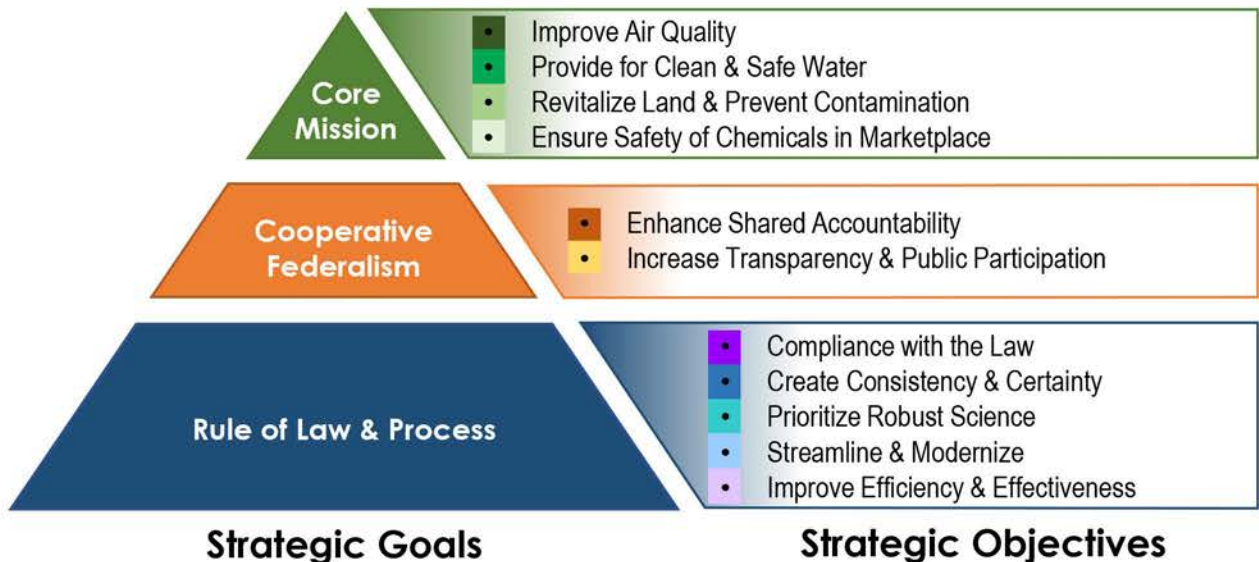 Core
Mission
• Improve Air Quality
• Provide for Clean & Safe Water
• Revitalize Land & Prevent Contamination
• Ensure Safety of Chemicals in Marketplace
Cooperative
Federalism
• Enhance Shared Accountability
• Increase Transparency & Public Participation
Rule of Law & Process
• Compliance with the Law
• Create Consistency & Certainty
• Prioritize Robust Science
• Streamline & Modernize
• Improve Efficiency & Effectiveness
Strategic Goals
Strategic Objectives